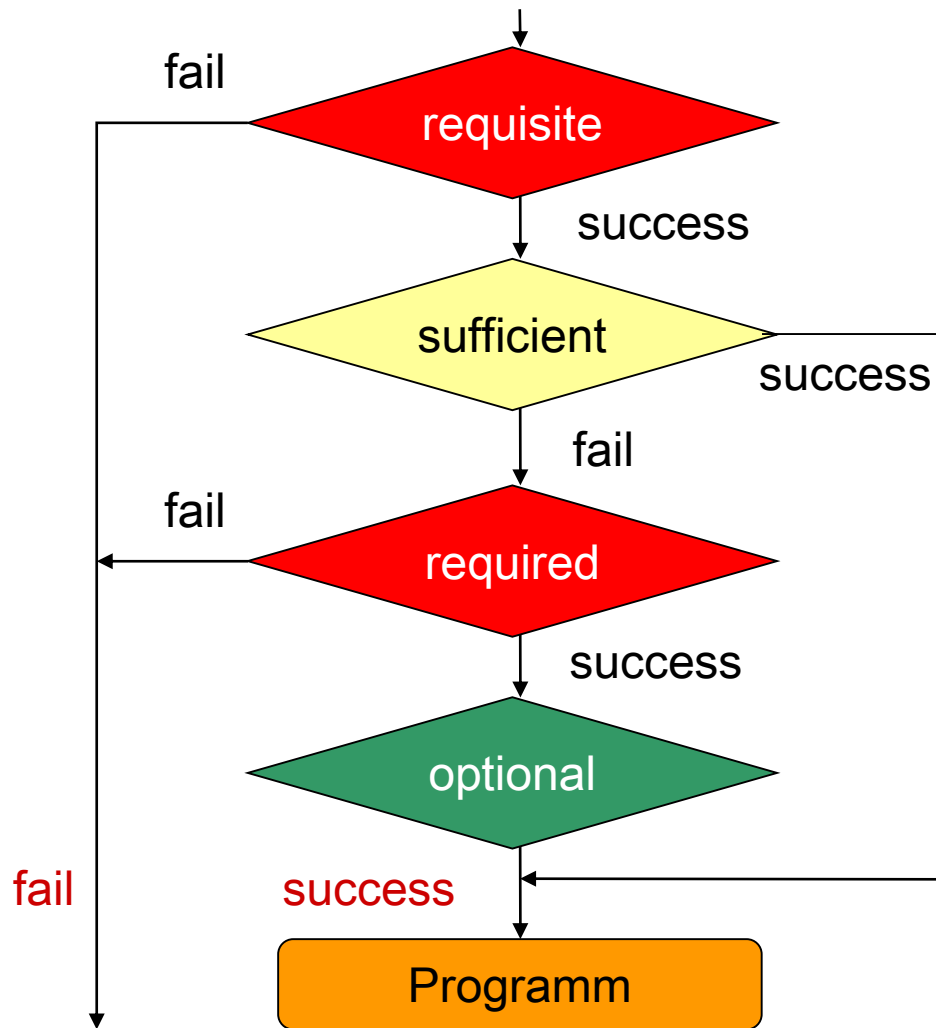 fail
requisite
success
sufficient
success
fail
fail
required
success
optional
fail
success
Programm